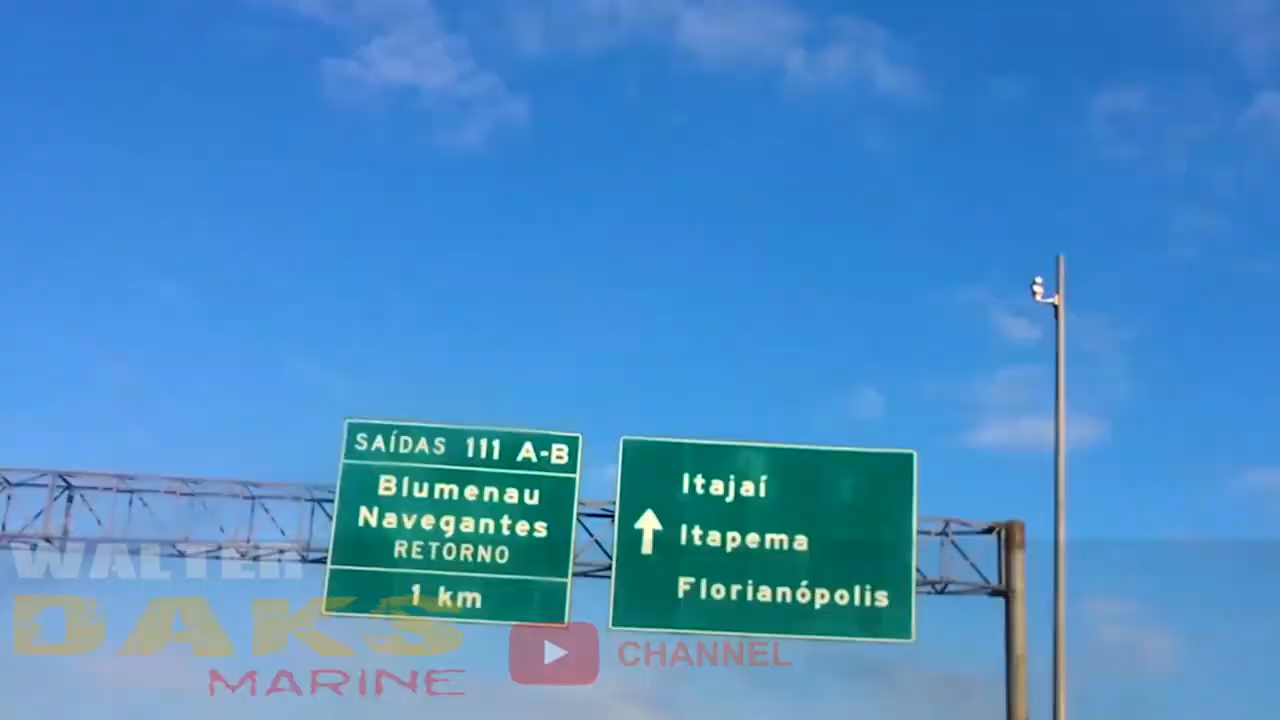 SAÍDAS 111 A-B
Blumenau
Navegantes
RETORNO
1 km
Itajaí
Itapema
Florianópolis
WALTER
DAKS
MARINE
CHANNEL